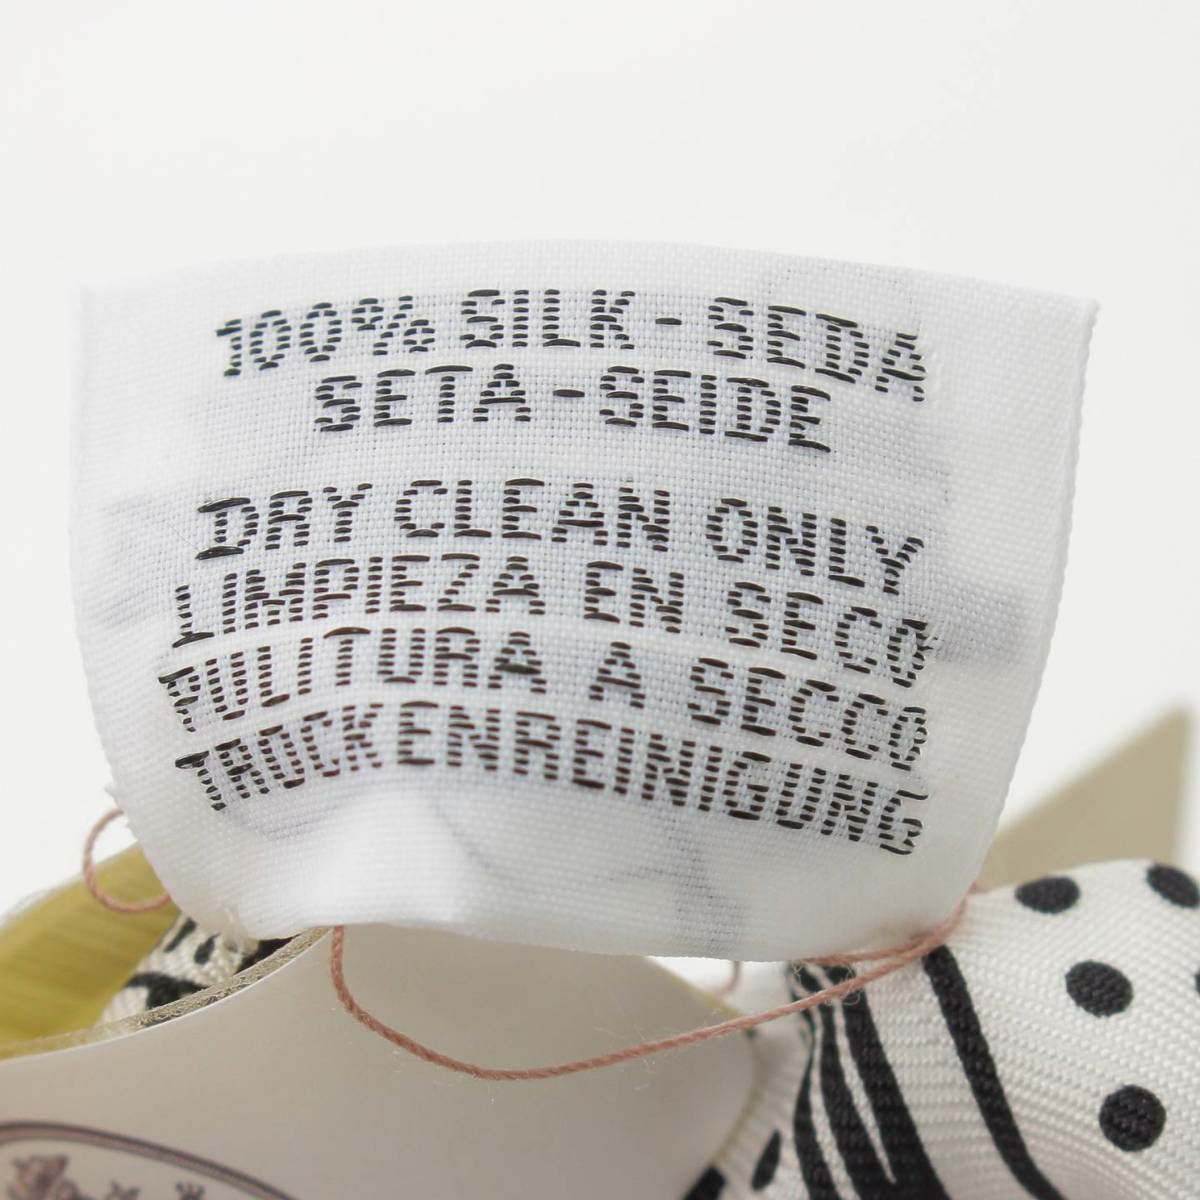 100% SILK - SEDA
SETA - SEIDE
DRY CLEAN ONLY
LIMPIEZA EN SECO
PULITURA A SECCO
TROCKENREINIGUNG